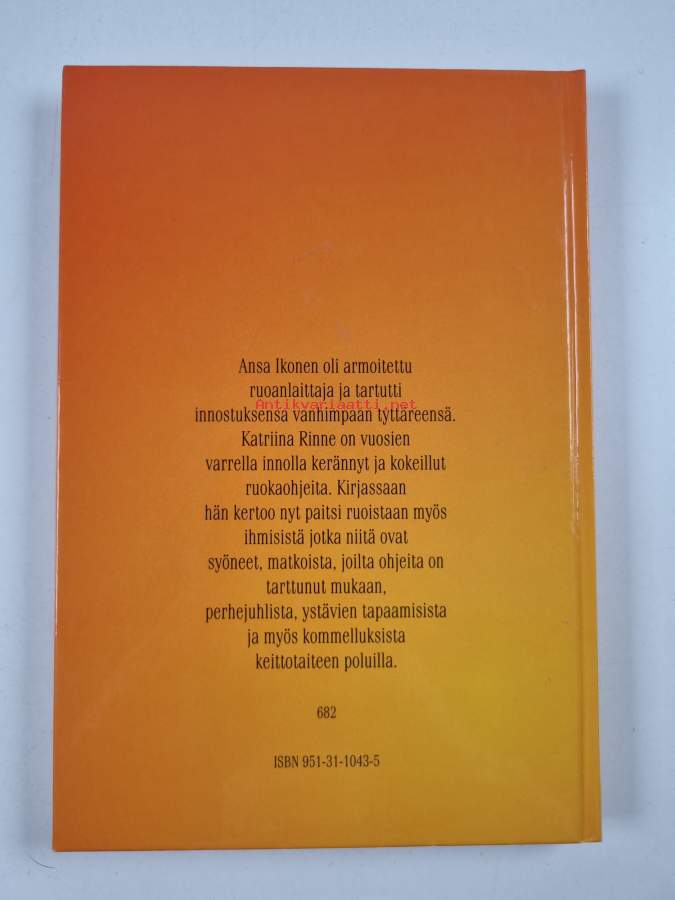 Ansa Ikonen oli armoitettu
ruoanlaittaja ja tartutti
Antikvariaatti.net
innostuksensa vanhimpaan tyttäreensä.
Katriina Rinne on vuosien
varrella innolla kerännyt ja kokeillut
ruokaohjeita. Kirjassaan
hän kertoo nyt paitsi ruoistaan myös
ihmisistä jotka niitä ovat
syöneet, matkoista, joilta ohjeita on
tarttunut mukaan,
perhejuhlista, ystävien tapaamisista
ja myös kommelluksista
keittotaiteen poluilla.
682
ISBN 951-31-1043-5